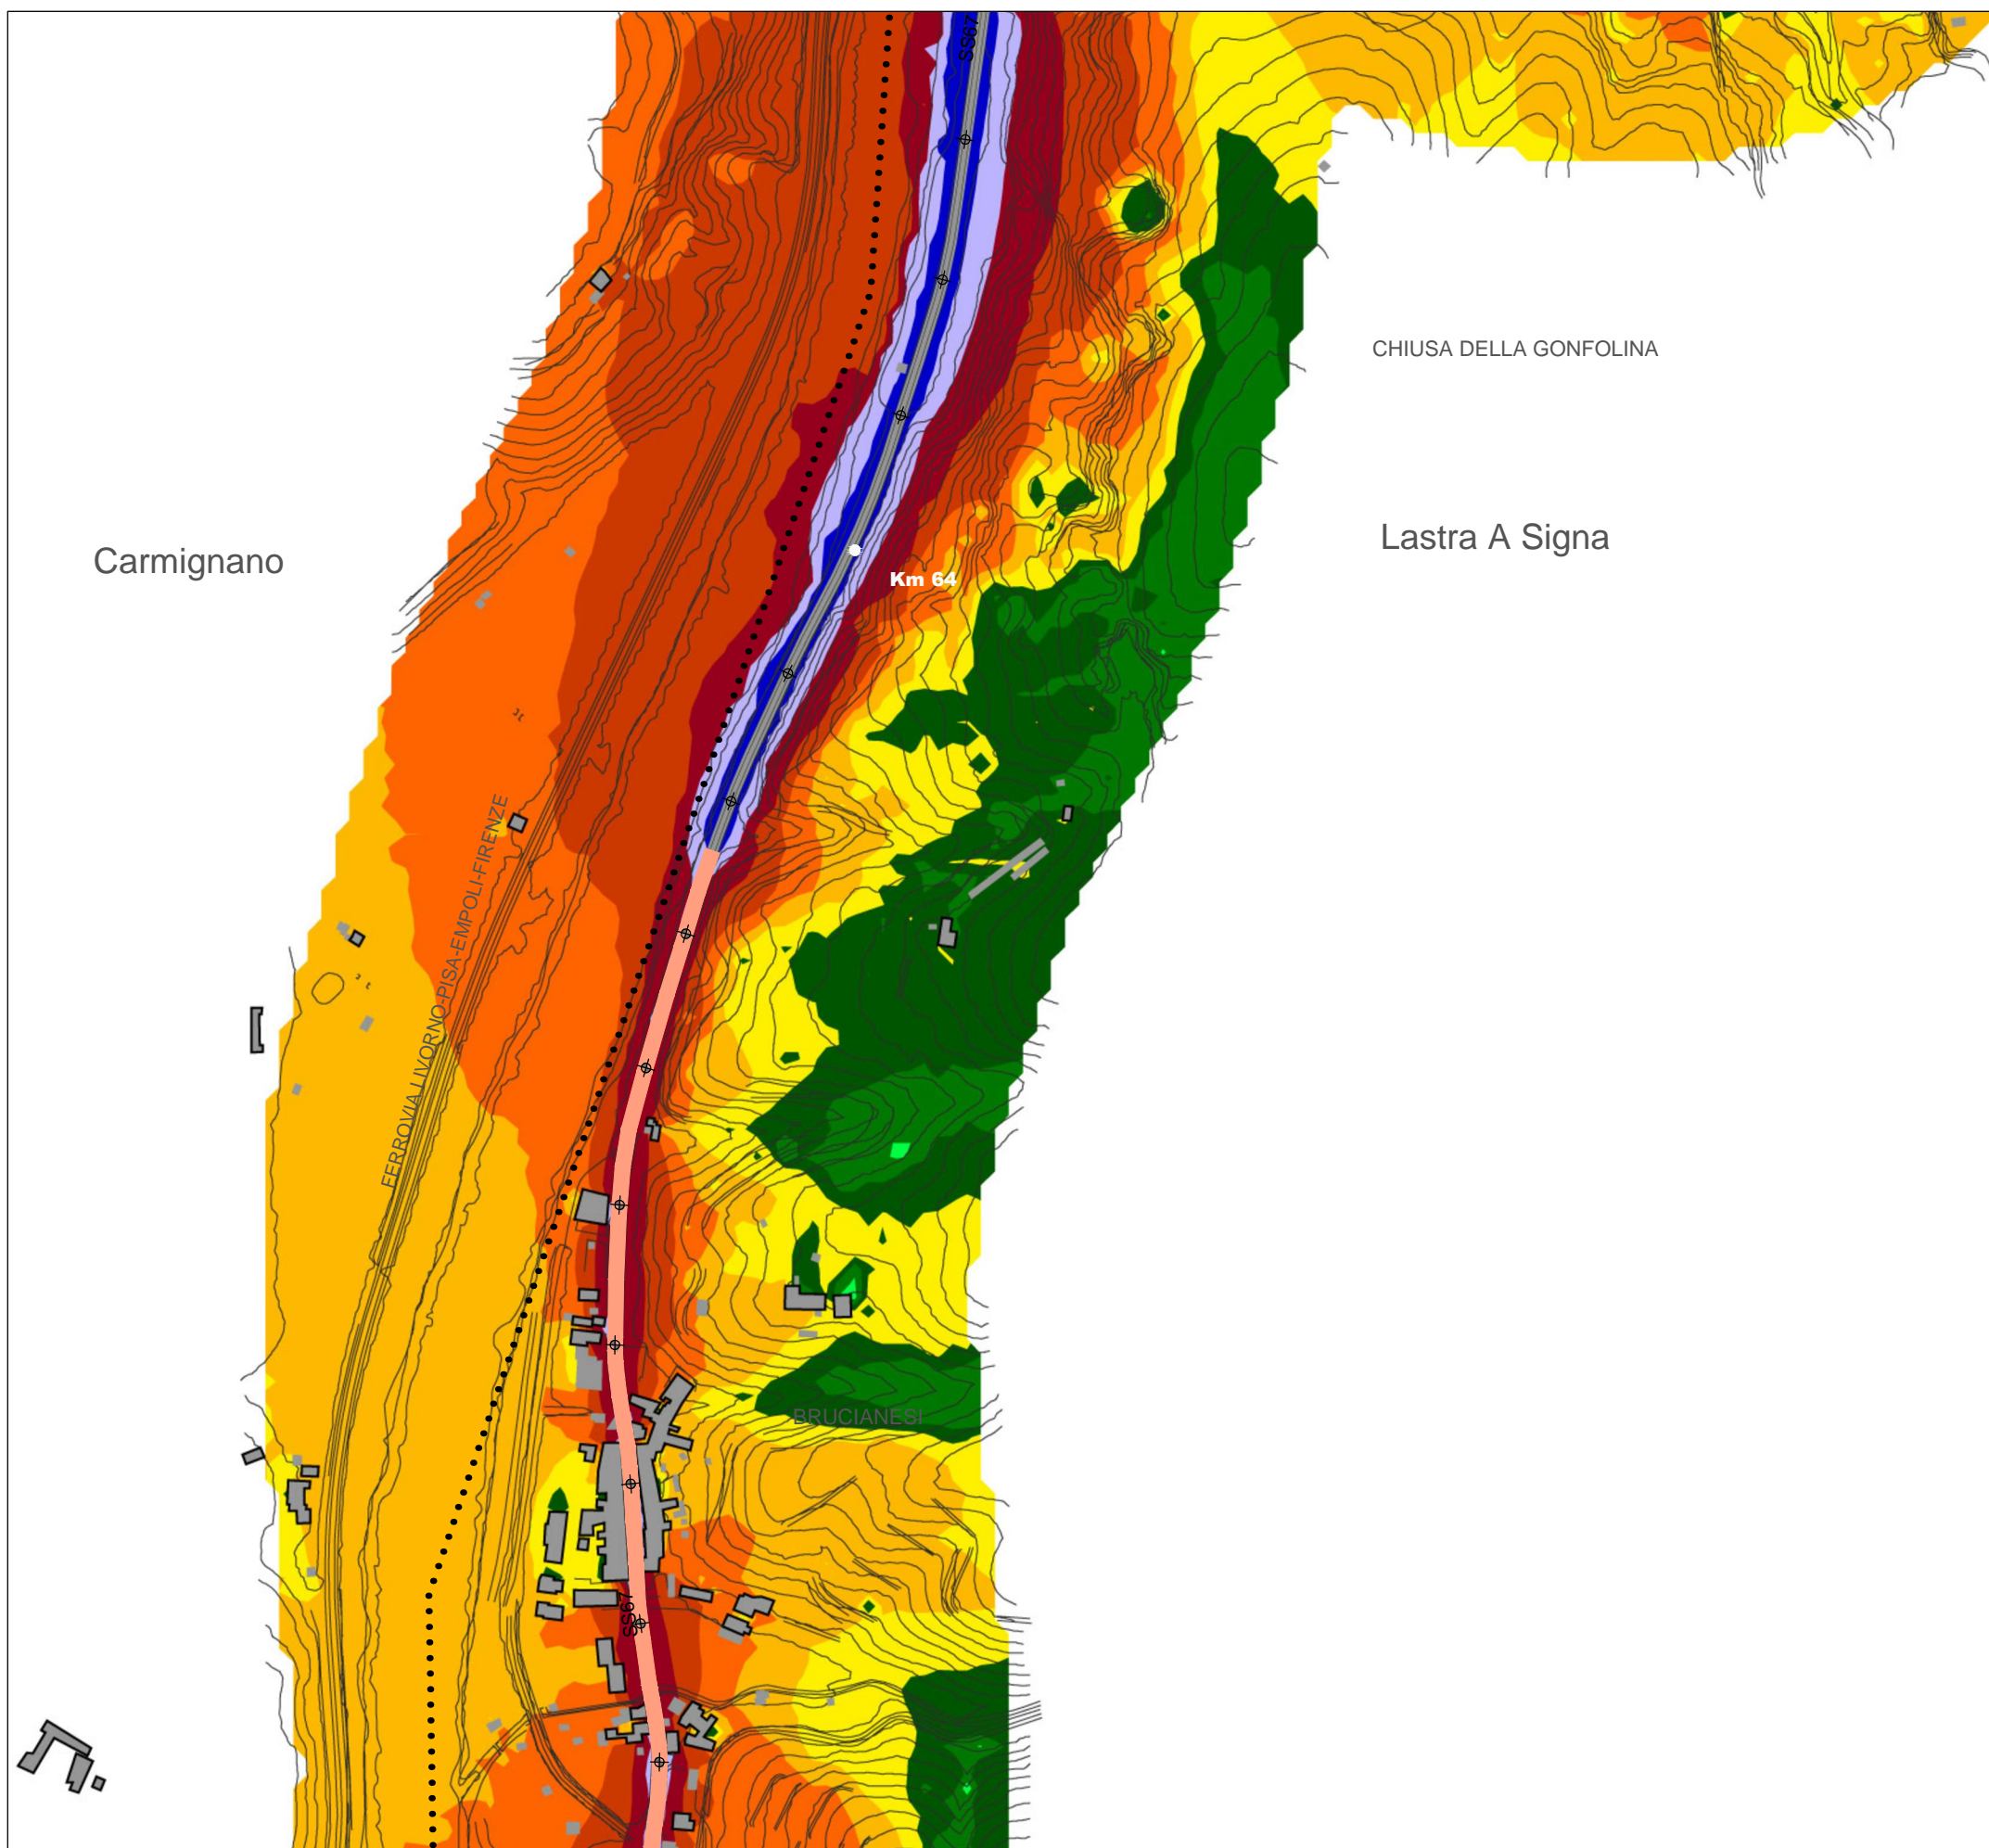 SS67
CHIUSA DELLA GONFOLINA
Lastra A Signa
Carmignano
Km 64
FERROVIA LIVORNO-PISA-EMPOLI-FIRENZE
BRUCIANESI
SS67